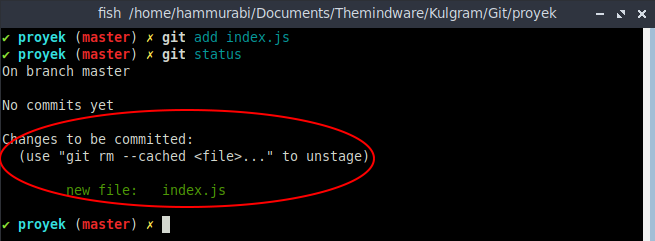 fish /home/hammurabi/Documents/Themindware/Kulgram/Git/proyek
✔ proyek (master) ✗ git add index.js
✔ proyek (master) ✗ git status
On branch master
No commits yet
Changes to be committed:
(use "git rm --cached <file>..." to unstage)
new file: index.js
✔ proyek (master) ✗